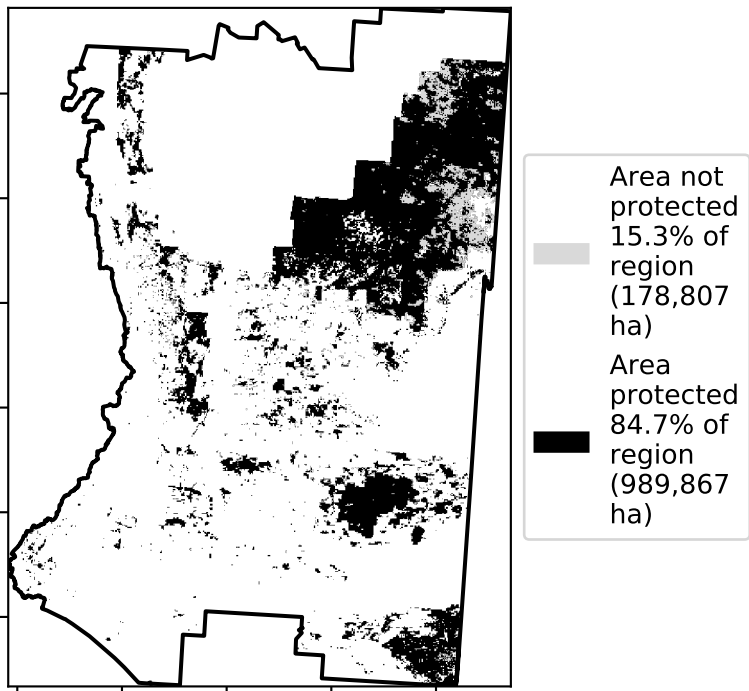 Area not
protected
15.3% of
region
(178,807
ha)
Area
protected
84.7% of
region
(989,867
ha)